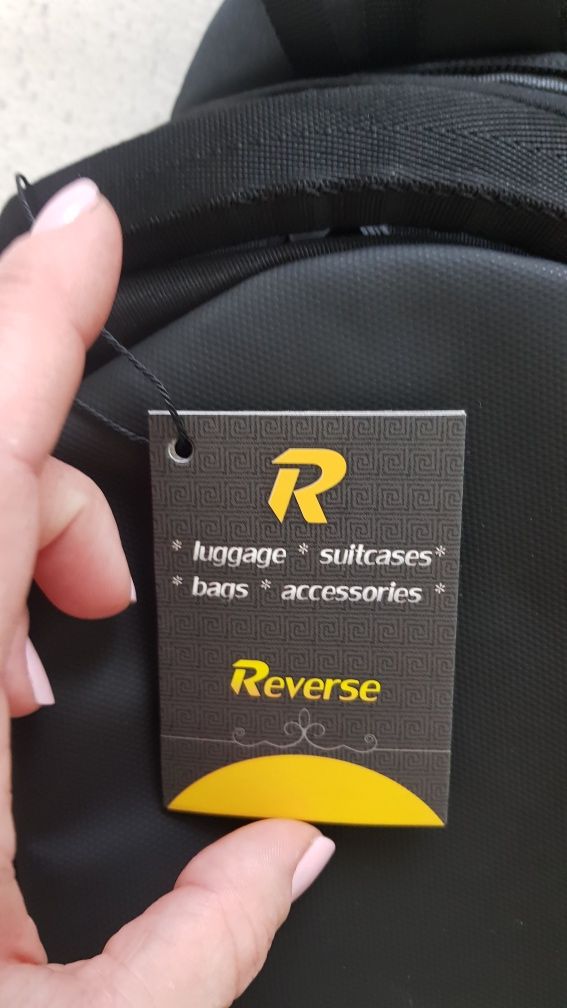 R
* luggage * suitcases*
* bags * accessories *
Reverse